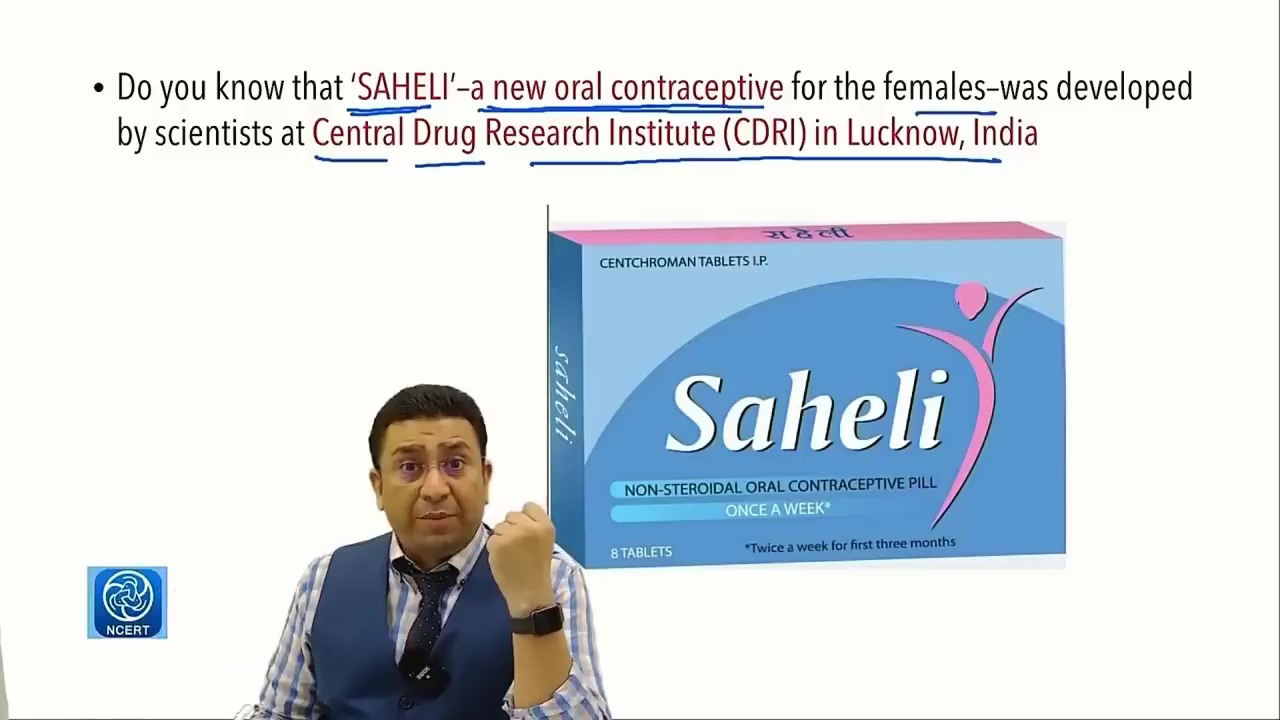 • Do you know that ‘SAHELI’–a new oral contraceptive for the females–was developed
by scientists at Central Drug Research Institute (CDRI) in Lucknow, India
सहेली
CENTCHROMAN TABLETS I.P.
saheli
Saheli
NON-STEROIDAL ORAL CONTRACEPTIVE PILL
ONCE A WEEK*
8 TABLETS
*Twice a week for first three months
NCERT